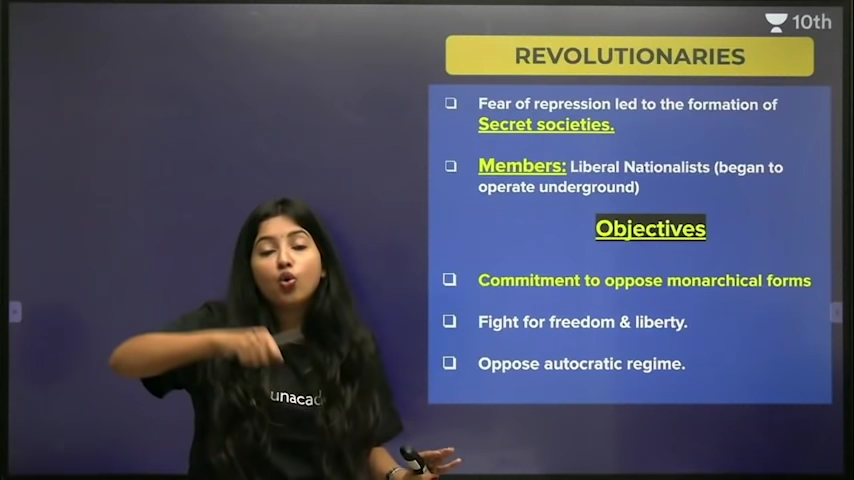 10th
REVOLUTIONARIES
Fear of repression led to the formation of
Secret societies.
Members: Liberal Nationalists (began to
operate underground)
Objectives
Commitment to oppose monarchical forms
Fight for freedom & liberty.
Oppose autocratic regime.
unacad